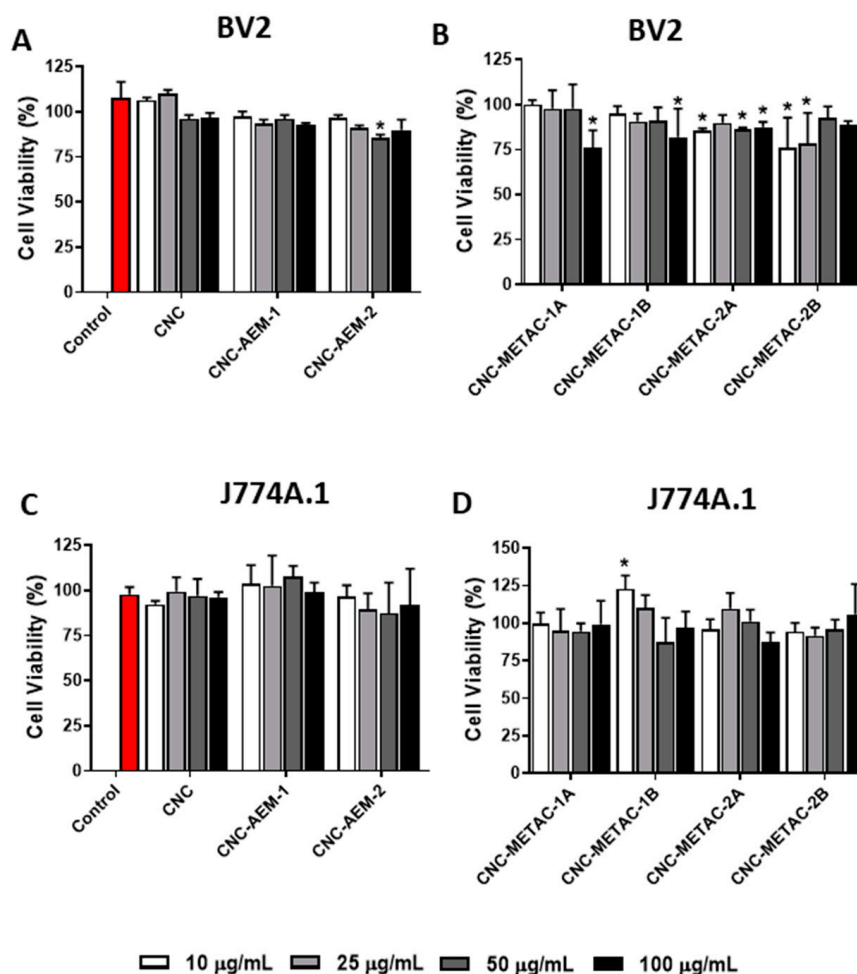 A
BV2
Cell Viability (%)
125
100
75
50
25
0
*
Control
CNC
CNC-AEM-1
CNC-AEM-2
B
BV2
Cell Viability (%)
125
100
75
50
25
0
* * * * * * *
CNC-METAC-1A
CNC-METAC-1B
CNC-METAC-2A
CNC-METAC-2B
C
J774A.1
Cell Viability (%)
125
100
75
50
25
0
Control
CNC
CNC-AEM-1
CNC-AEM-2
D
J774A.1
Cell Viability (%)
150
125
100
75
50
25
0
*
CNC-METAC-1A
CNC-METAC-1B
CNC-METAC-2A
CNC-METAC-2B
10 µg/mL 25 µg/mL 50 µg/mL 100 µg/mL